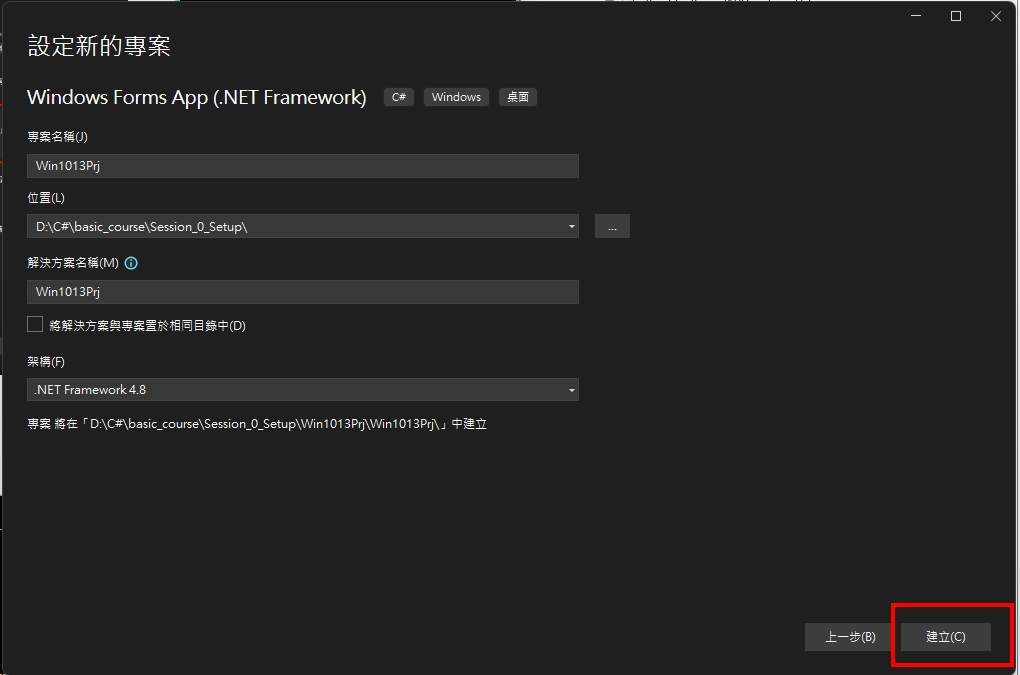 設定新的專案
Windows Forms App (.NET Framework) C# Windows 桌面
專案名稱(J)
Win1013Prj
位置(L)
D:\C#\basic_course\Session_0_Setup\
...
解決方案名稱(M)
Win1013Prj
將解決方案與專案置於相同目錄中(D)
架構(F)
.NET Framework 4.8
專案 將在「D:\C#\basic_course\Session_0_Setup\Win1013Prj\Win1013Prj\」中建立
上一步(B) 建立(C)